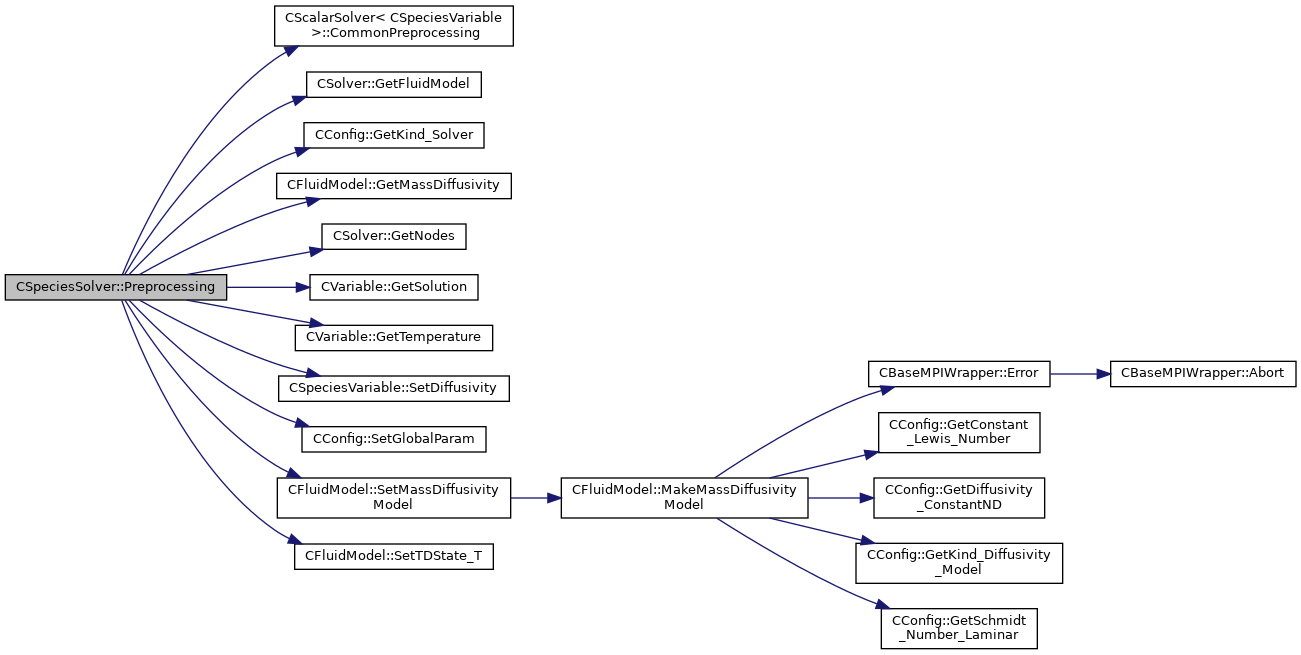 CScalarSolver< CSpeciesVariable
>::CommonPreprocessing
CSolver::GetFluidModel
CConfig::GetKind_Solver
CFluidModel::GetMassDiffusivity
CSolver::GetNodes
CSpeciesSolver::Preprocessing
CVariable::GetSolution
CVariable::GetTemperature
CSpeciesVariable::SetDiffusivity
CConfig::SetGlobalParam
CFluidModel::SetMassDiffusivity
Model
CFluidModel::SetTDState_T
CFluidModel::MakeMassDiffusivity
Model
CBaseMPIWrapper::Error
CBaseMPIWrapper::Abort
CConfig::GetConstant
_Lewis_Number
CConfig::GetDiffusivity
_ConstantND
CConfig::GetKind_Diffusivity
_Model
CConfig::GetSchmidt
_Number_Laminar